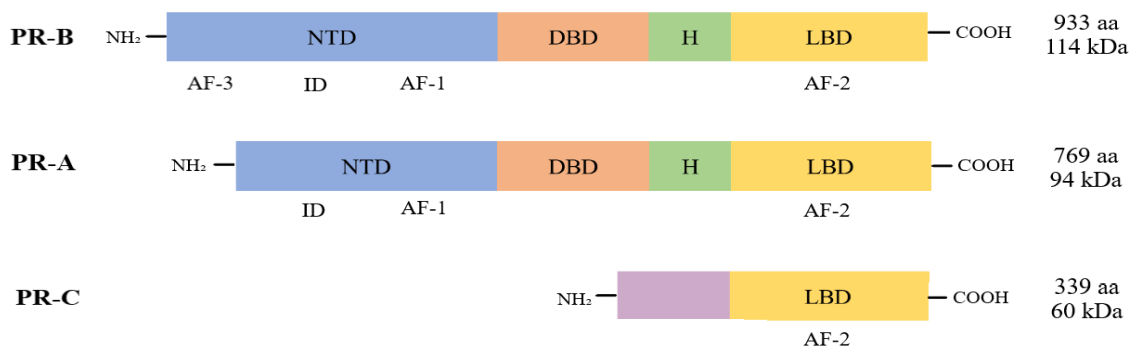 PR-B NH₂ NTD DBD H LBD COOH 933 aa
114 kDa
AF-3 ID AF-1 AF-2
PR-A NH₂ NTD DBD H LBD COOH 769 aa
94 kDa
ID AF-1 AF-2
PR-C NH₂ LBD COOH 339 aa
60 kDa
AF-2